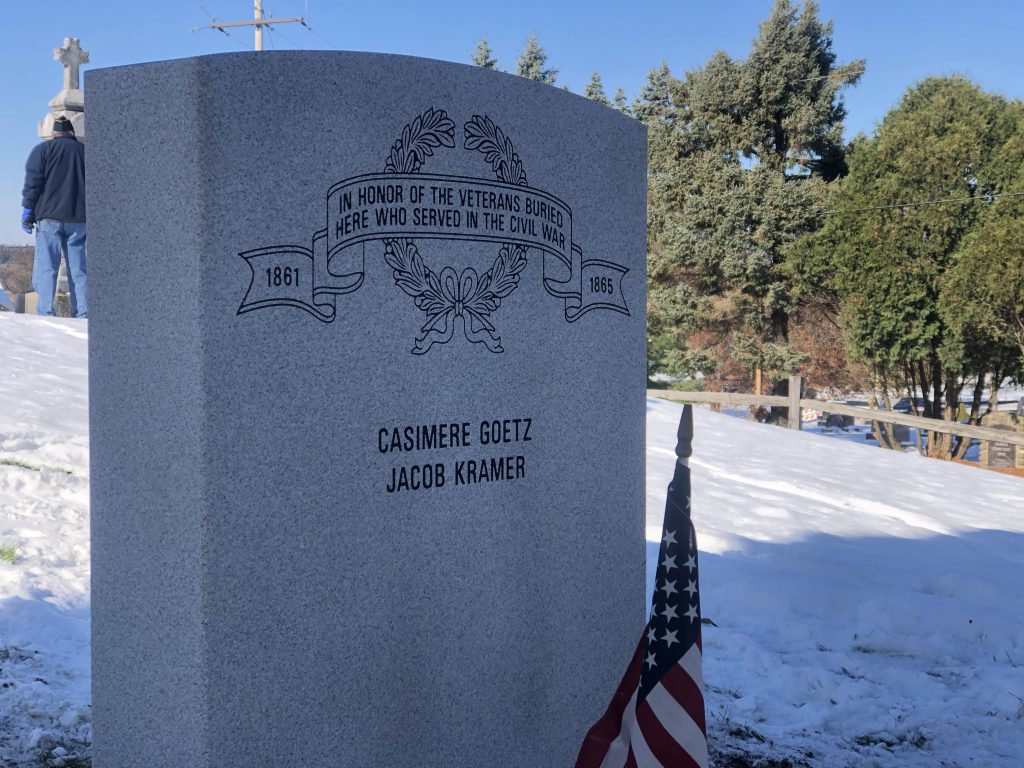 IN HONOR OF THE VETERANS BURIED
HERE WHO SERVED IN THE CIVIL WAR
1861
1865
CASIMERE GOETZ
JACOB KRAMER